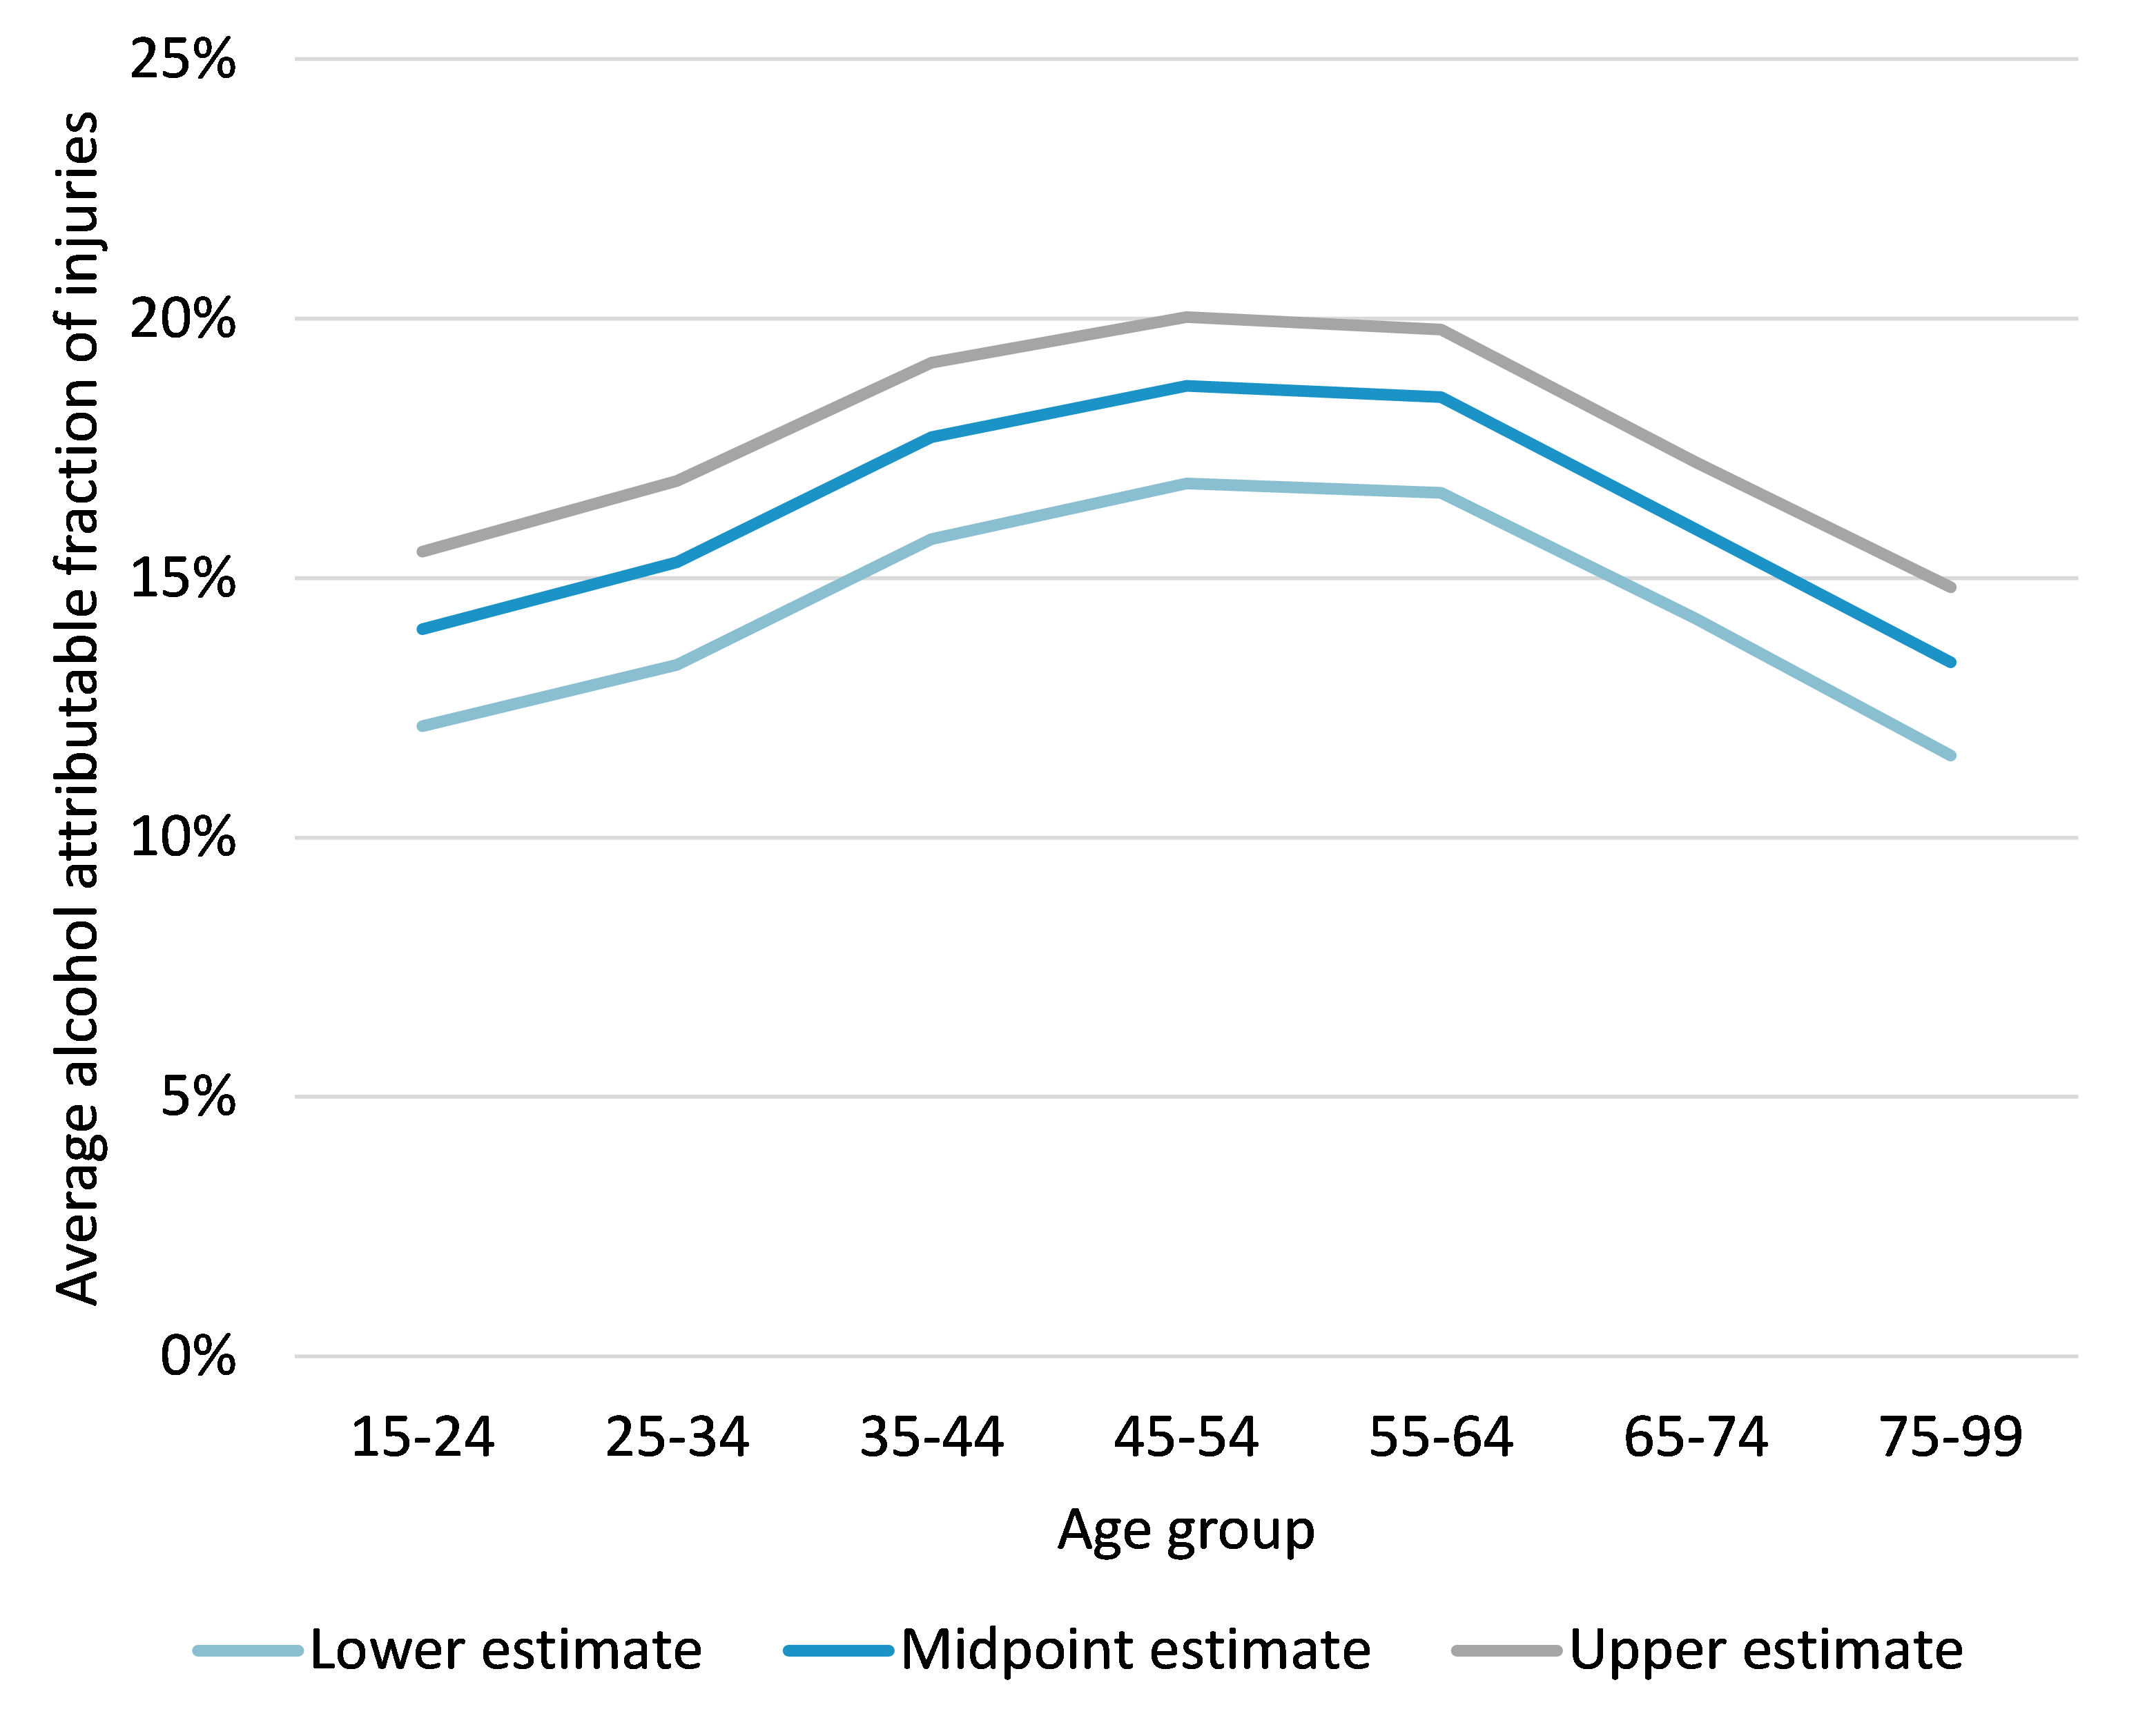 25%
20%
15%
10%
5%
0%
Average alcohol attributable fraction of injuries
15-24 25-34 35-44 45-54 55-64 65-74 75-99
Age group
Lower estimate Midpoint estimate Upper estimate